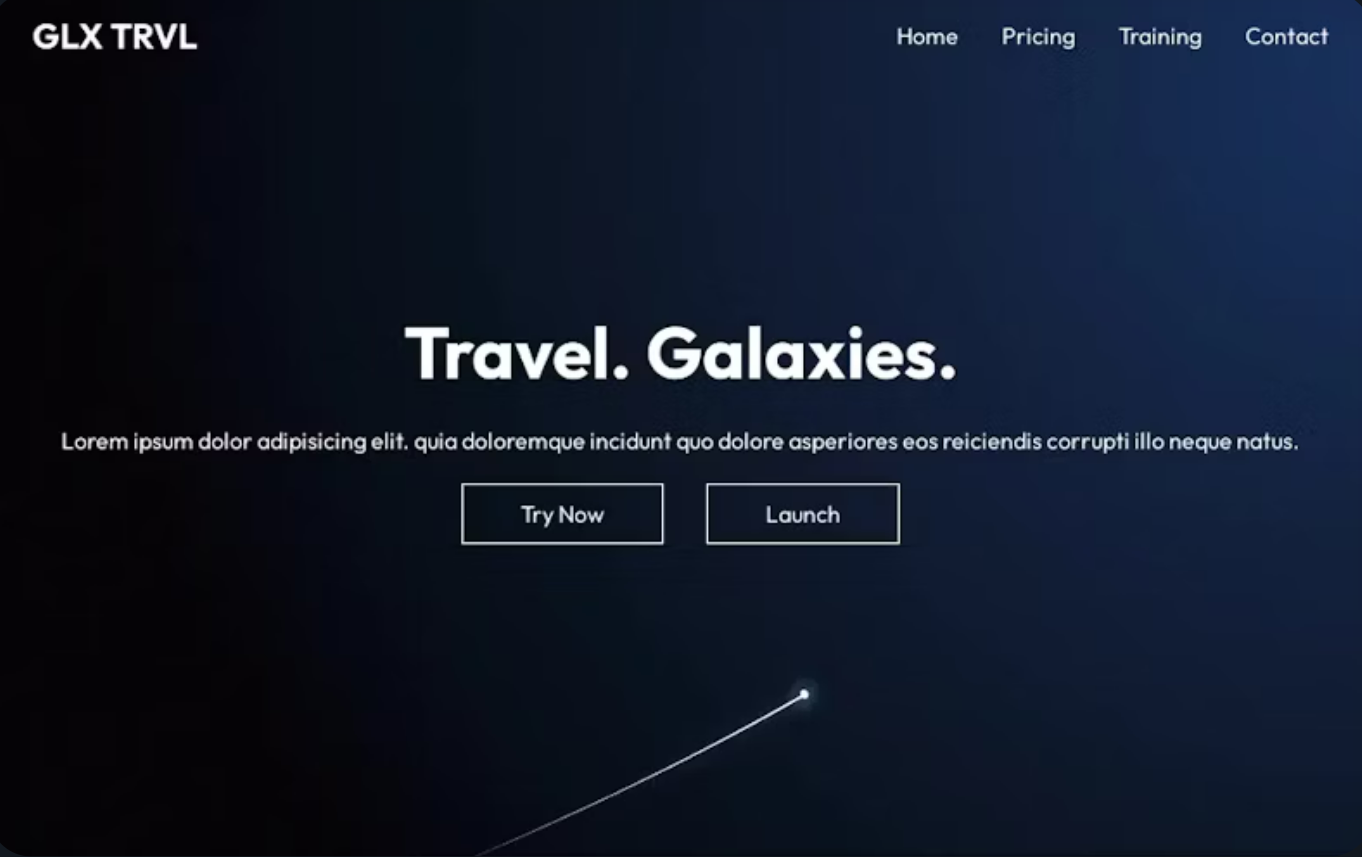 GLX TRVL
Home Pricing Training Contact
Travel. Galaxies.
Lorem ipsum dolor adipisicing elit. quia doloremque incidunt quo dolore asperiores eos reiciendis corrupti illo neque natus.
Try Now
Launch